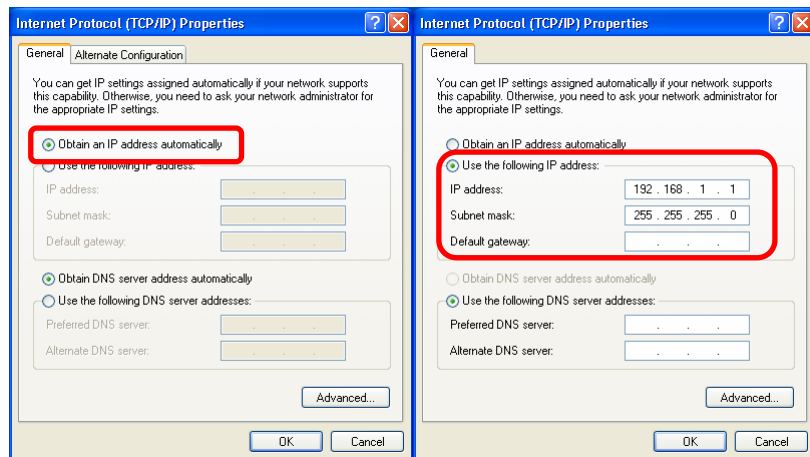 Internet Protocol (TCP/IP) Properties
General
Alternate Configuration
You can get IP settings assigned automatically if your network supports
this capability. Otherwise, you need to ask your network administrator for
the appropriate IP settings.
Obtain an IP address automatically
Use the following IP address:
IP address:
Subnet mask:
Default gateway:
Obtain DNS server address automatically
Use the following DNS server addresses:
Preferred DNS server:
Alternate DNS server:
Advanced...
OK
Cancel
Internet Protocol (TCP/IP) Properties
General
You can get IP settings assigned automatically if your network supports
this capability. Otherwise, you need to ask your network administrator for
the appropriate IP settings.
Obtain an IP address automatically
Use the following IP address:
IP address: 192 . 168 . 1 . 1
Subnet mask: 255 . 255 . 255 . 0
Default gateway:
Obtain DNS server address automatically
Use the following DNS server addresses:
Preferred DNS server:
Alternate DNS server:
Advanced...
OK
Cancel